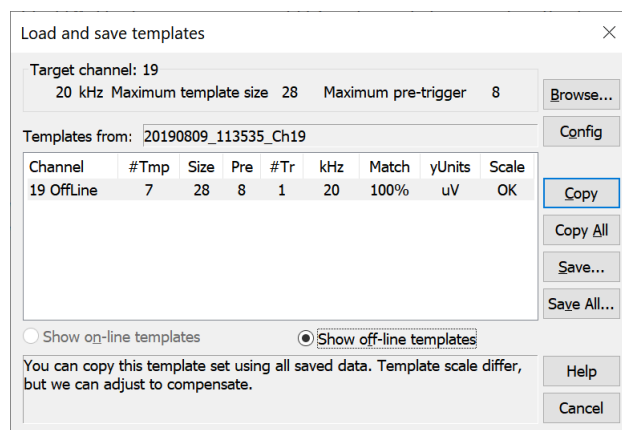 Load and save templates
Target channel: 19
20 kHz Maximum template size 28 Maximum pre-trigger 8
Browse...
Templates from: 20190809_113535_Ch19
Config
Channel #Tmp Size Pre #Tr kHz Match yUnits Scale
19 OffLine 7 28 8 1 20 100% uV OK
Copy
Copy All
Save...
Save All...
Show on-line templates Show off-line templates
You can copy this template set using all saved data. Template scale differ,
but we can adjust to compensate.
Help
Cancel